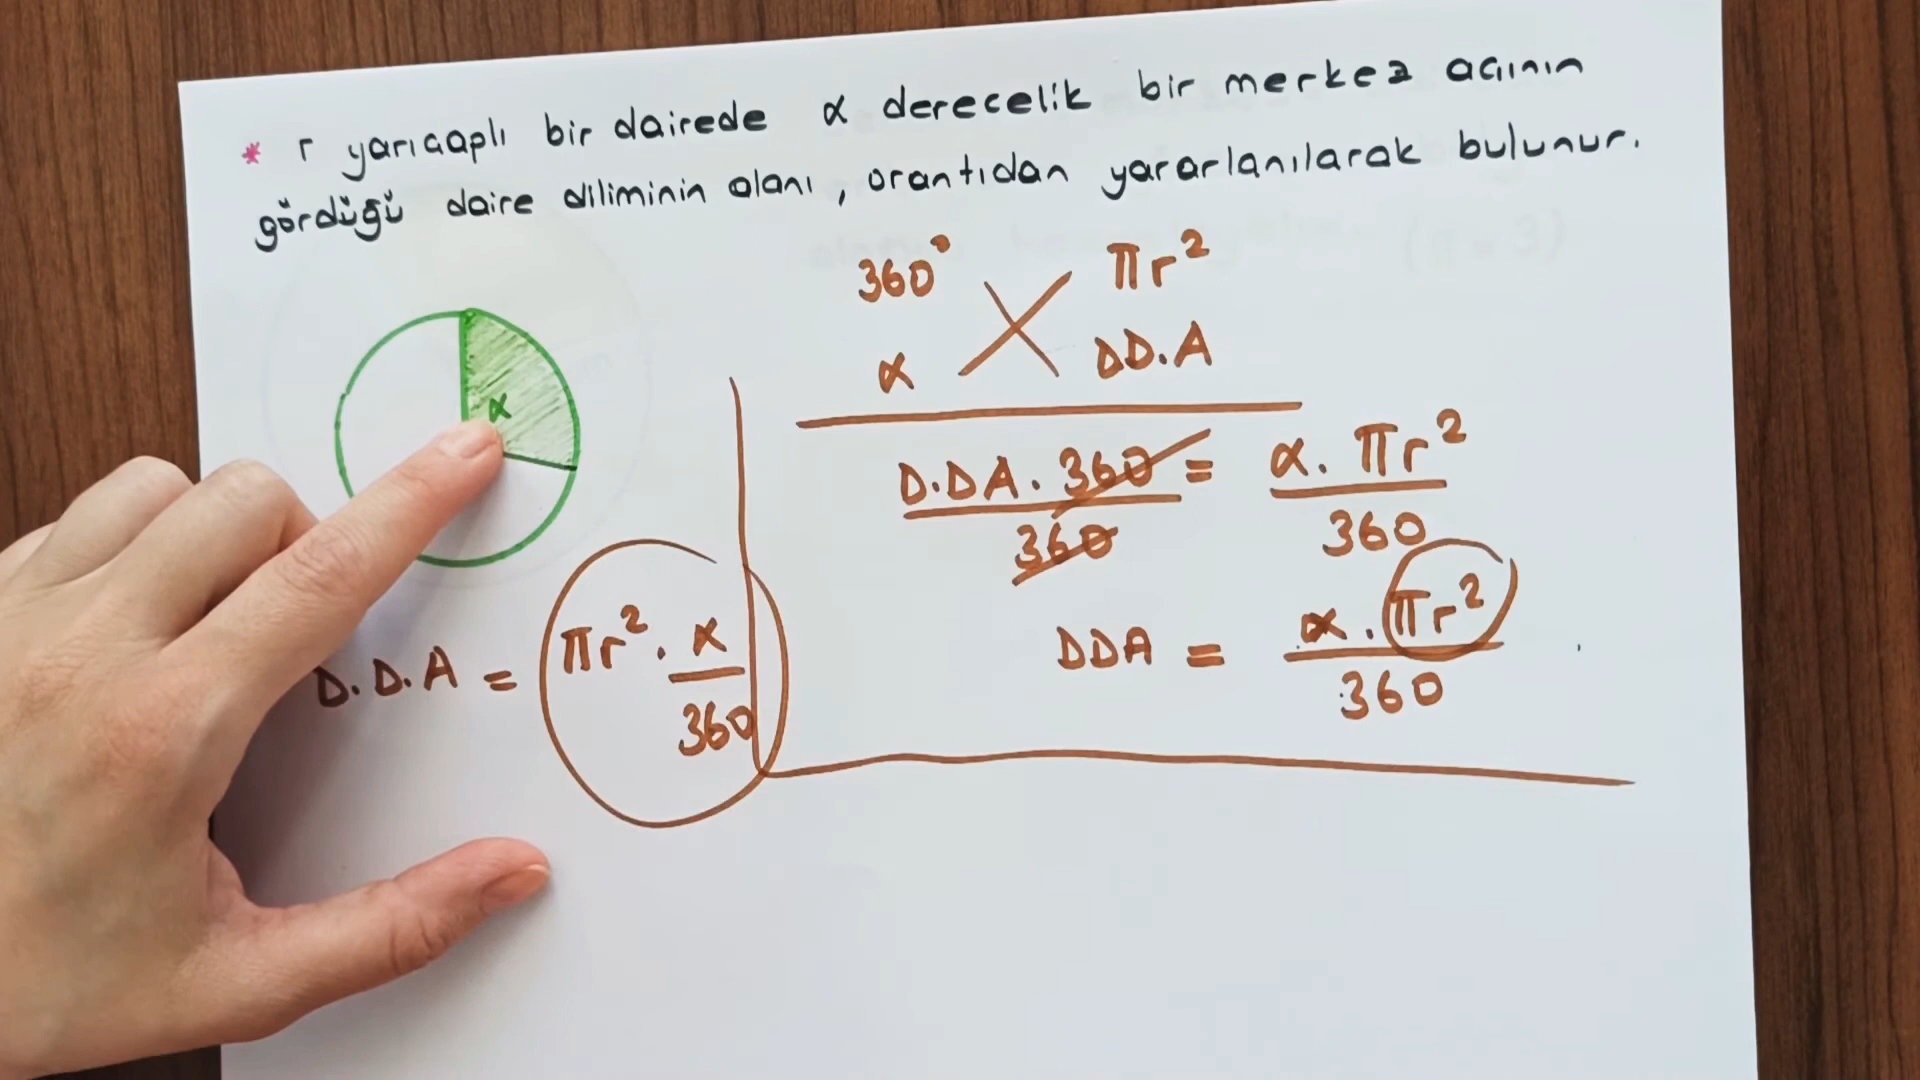 * r yarıçaplı bir dairede α derecelik bir merkez açının
gördüğü daire diliminin alanı, orantıdan yararlanılarak bulunur.
360° πr²
α DD.A
α
D.DA. 360 = α. πr²
360 360
DDA = α. πr²
360
D.D.A = πr². α
360